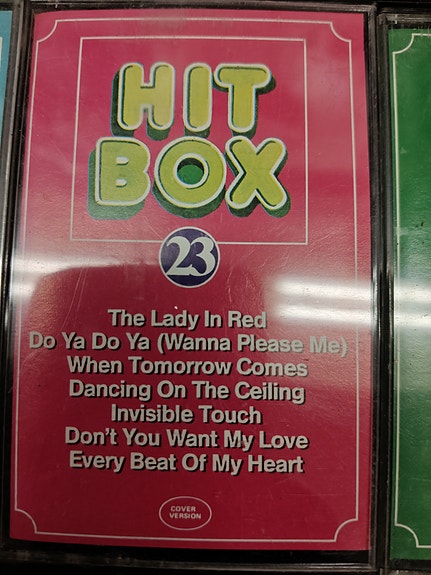 HIT
BOX
23
The Lady In Red
Do Ya Do Ya (Wanna Please Me)
When Tomorrow Comes
Dancing On The Ceiling
Invisible Touch
Don't You Want My Love
Every Beat Of My Heart
COVER
VERSION